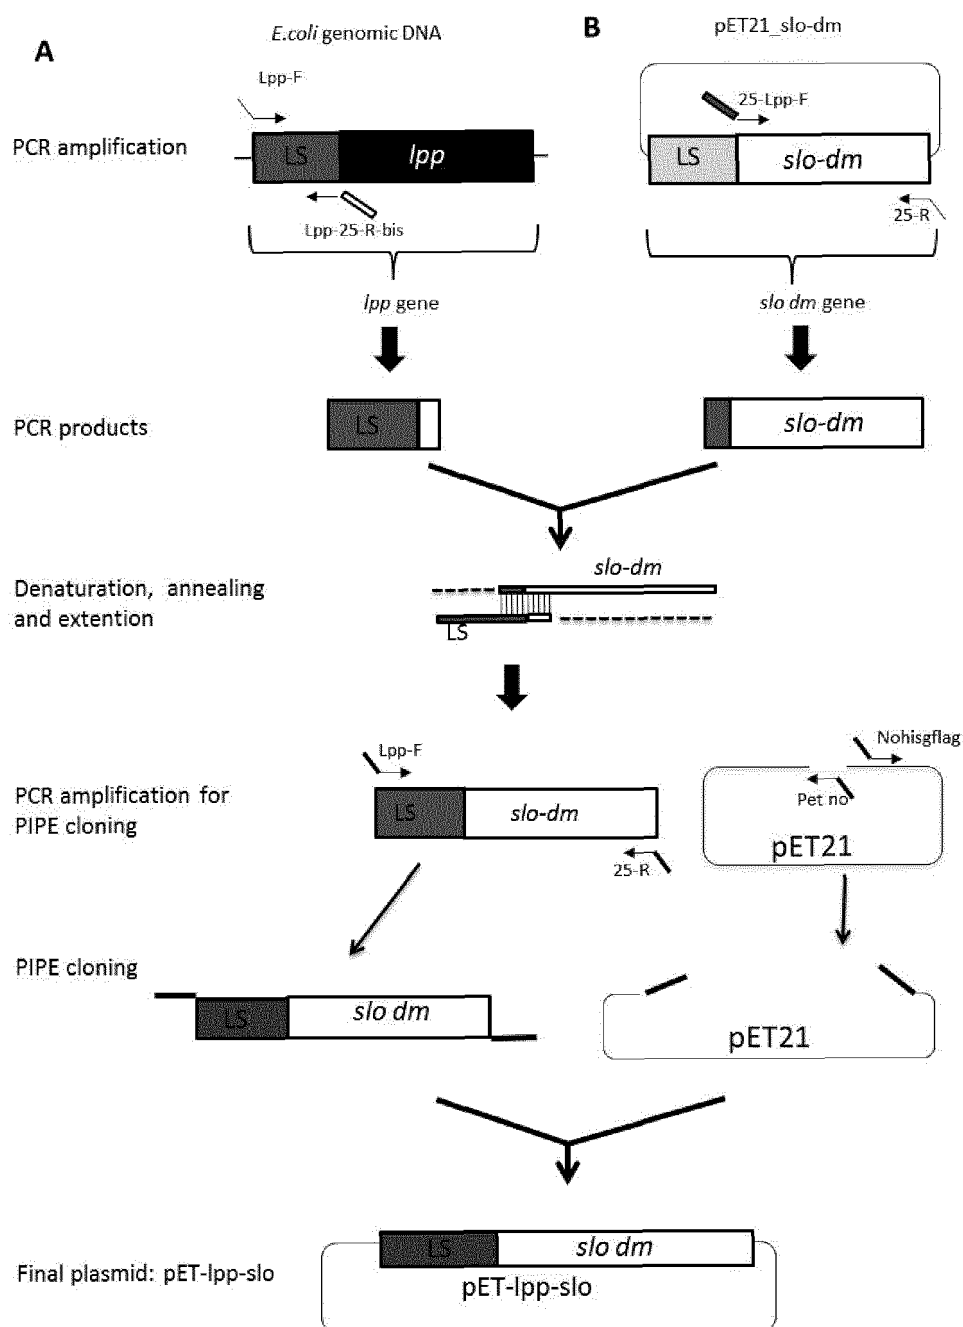 A
E.coli genomic DNA
B
pET21_slo-dm
Lpp-F
25-Lpp-F
PCR amplification
LS
lpp
LS
slo-dm
Lpp-25-R-bis
25-R
lpp gene
slo dm gene
PCR products
LS
slo-dm
Denaturation, annealing
and extention
slo-dm
LS
Lpp-F
Nohisgflag
PCR amplification for
PIPE cloning
LS
slo-dm
Pet no
pET21
25-R
PIPE cloning
LS
slo dm
pET21
LS
slo dm
Final plasmid: pET-lpp-slo
pET-lpp-slo